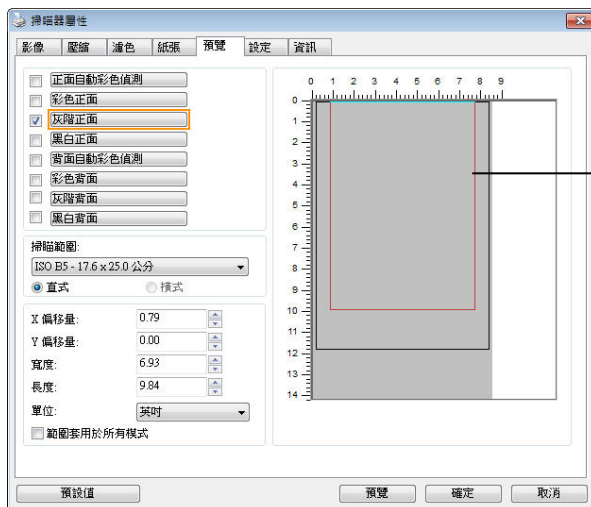 掃瞄器屬性
影像 壓縮 濾色 紙張 預覽 設定 資訊
正面自動彩色偵測
彩色正面
灰階正面
黑白正面
背面自動彩色偵測
彩色背面
灰階背面
黑白背面
掃瞄範圍:
ISO B5 - 17.6 x 25.0 公分
直式 橫式
X 偏移量: 0.79
Y 偏移量: 0.00
寬度: 6.93
長度: 9.84
單位: 英吋
範圍套用於所有模式
0 1 2 3 4 5 6 7 8 9
0
1
2
3
4
5
6
7
8
9
10
11
12
13
14
預設值 預覽 確定 取消